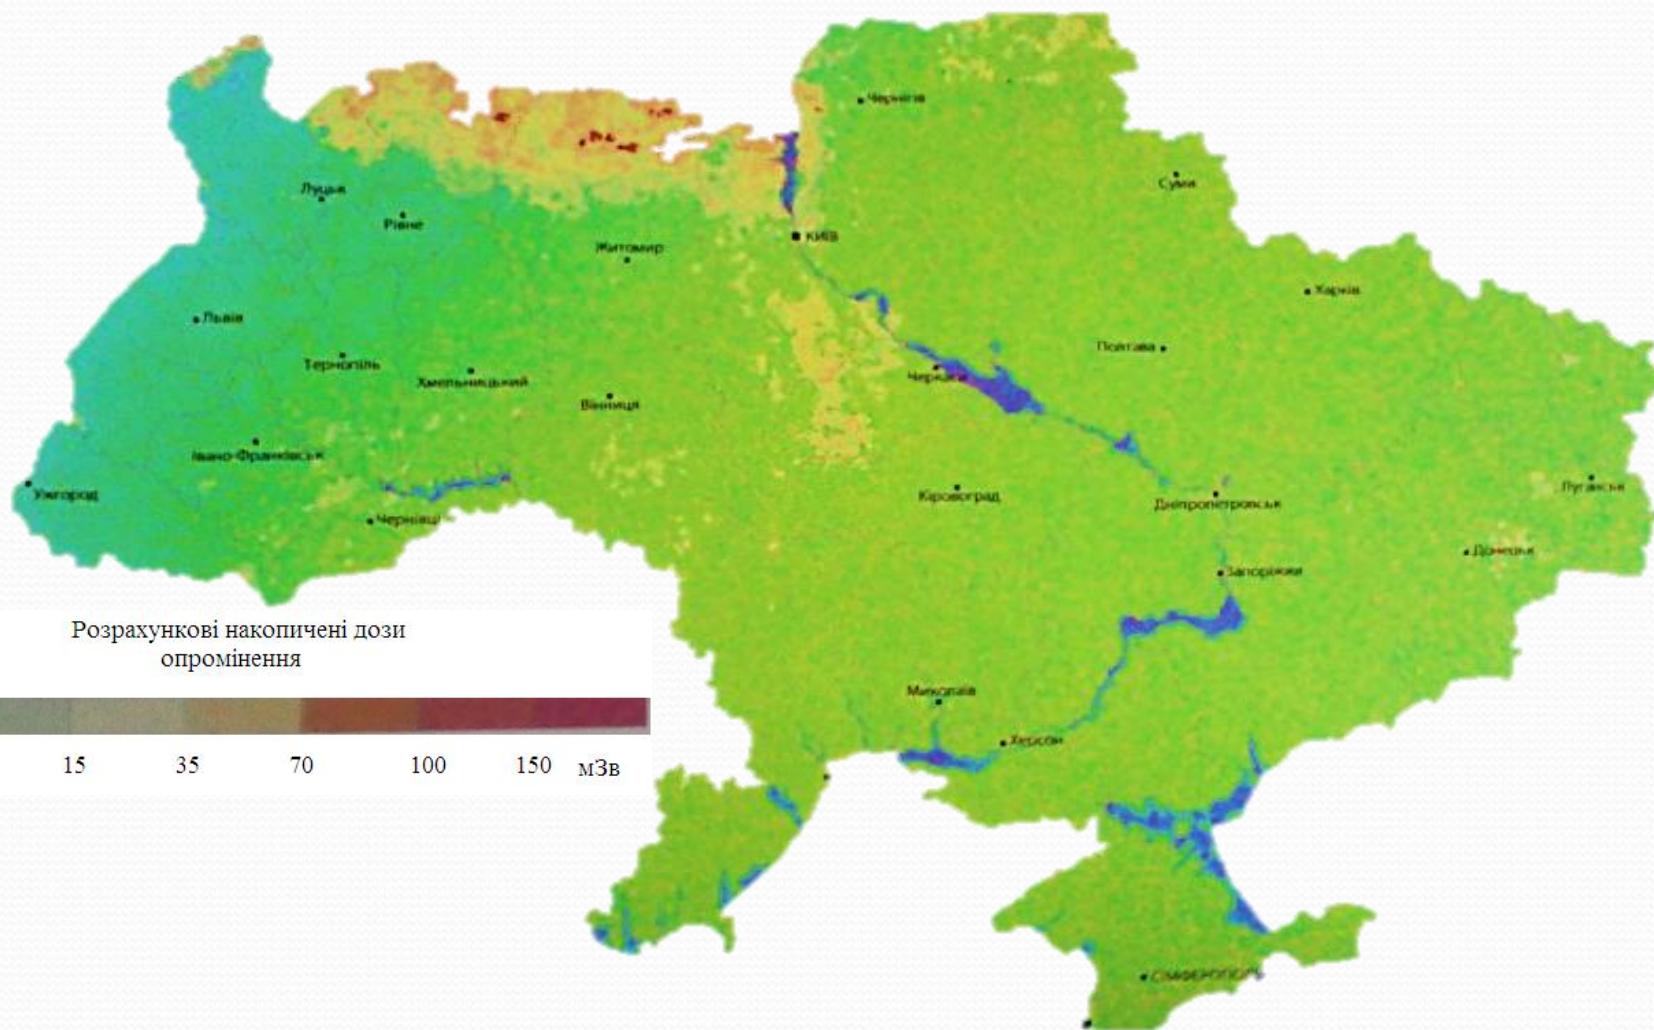 Чернігів
Суми
Луцьк
Рівне
Житомир
КИЇВ
Харків
Львів
Полтава
Тернопіль
Хмельницький
Черкаси
Вінниця
Івано-Франківськ
Ужгород
Кіровоград
Дніпропетровськ
Луганськ
Чернівці
Донецьк
Запоріжжя
Розрахункові накопичені дози
опромінення
15 35 70 100 150 мЗв
Миколаїв
Херсон
СІМФЕРОПОЛЬ